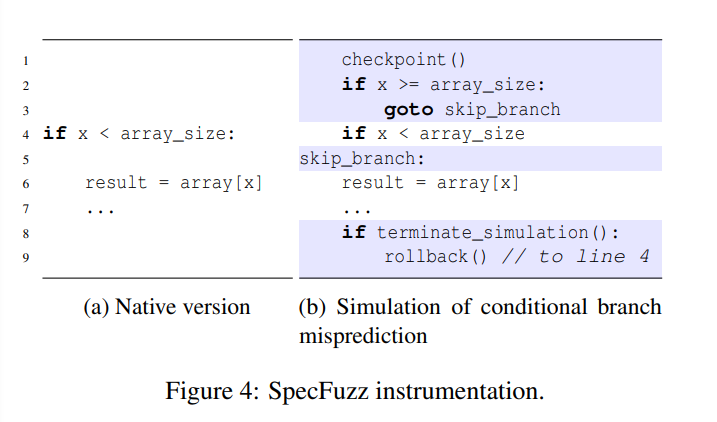 1 checkpoint()
2 if x >= array_size:
3 goto skip_branch
4 if x < array_size: if x < array_size
5 skip_branch:
6 result = array[x] result = array[x]
7 ... ...
8 if terminate_simulation():
9 rollback() // to line 4
(a) Native version (b) Simulation of conditional branch
misprediction
Figure 4: SpecFuzz instrumentation.